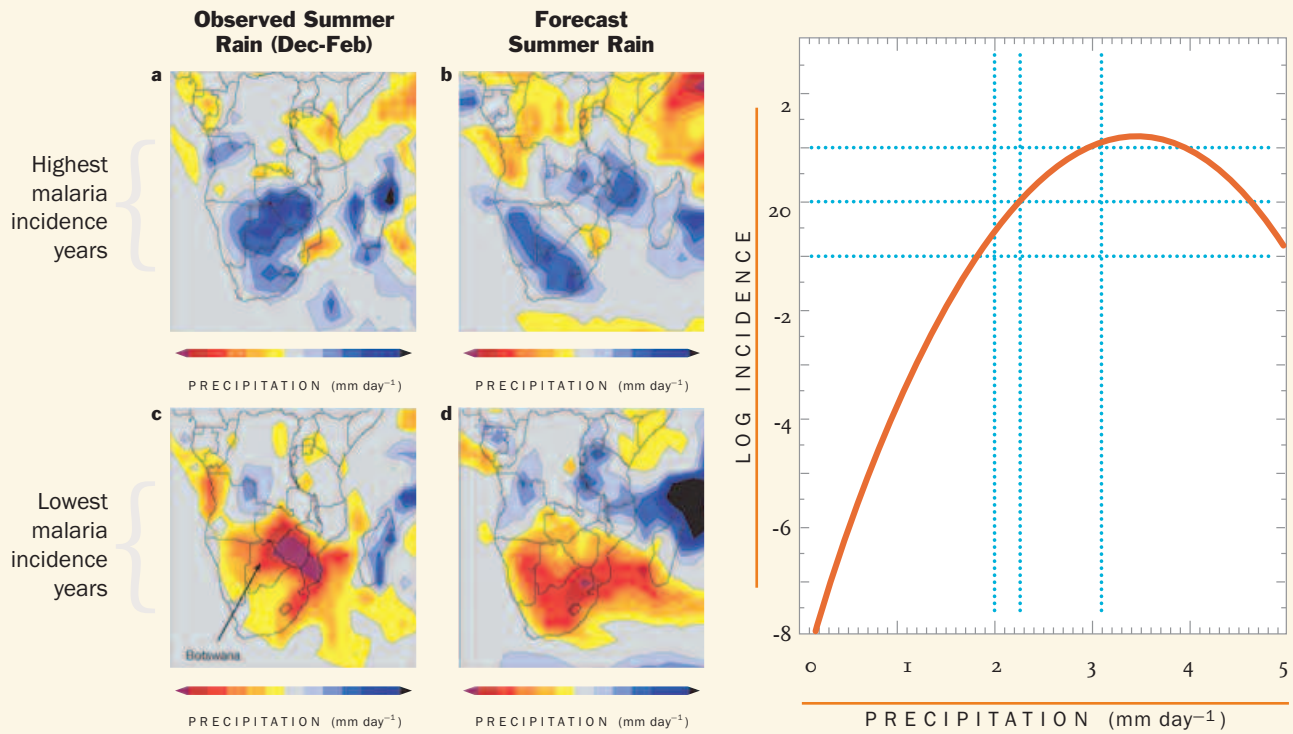 Observed Summer
Rain (Dec-Feb)
Forecast
Summer Rain
a
b
Highest
malaria
incidence
years
PRECIPITATION (mm day⁻¹)
PRECIPITATION (mm day⁻¹)
c
d
Lowest
malaria
incidence
years
Botswana
PRECIPITATION (mm day⁻¹)
PRECIPITATION (mm day⁻¹)
LOG INCIDENCE
2
20
-2
-4
-6
-8
0 1 2 3 4 5
PRECIPITATION (mm day⁻¹)